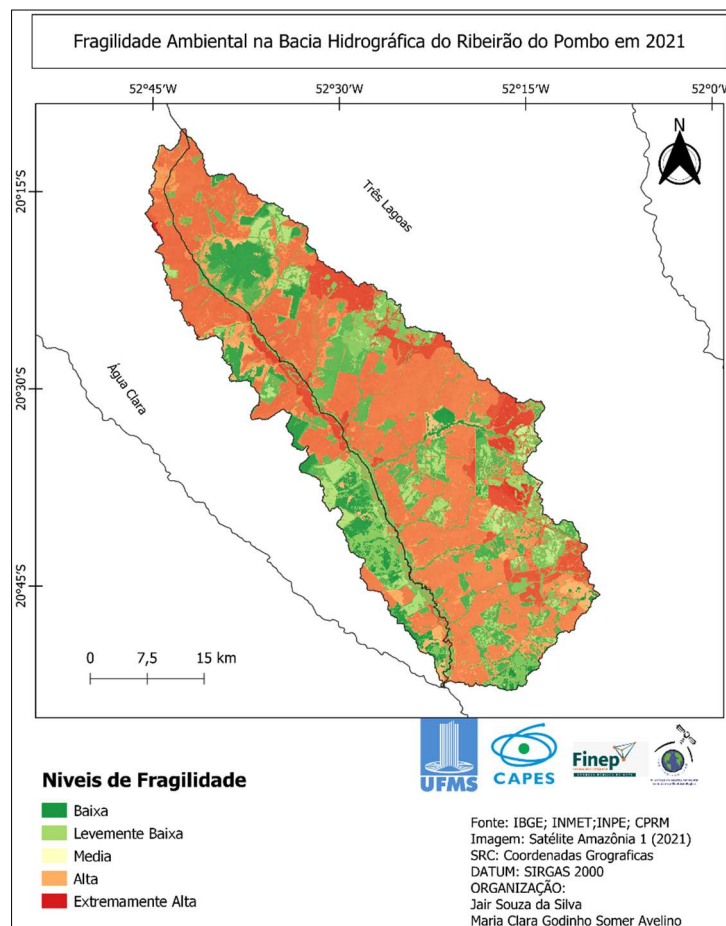 Fragilidade Ambiental na Bacia Hidrográfica do Ribeirão do Pombo em 2021
52°45'W 52°30'W 52°15'W 52°0'W
N
20°15'S
Três Lagoas
20°30'S
Água Clara
20°45'S
0 7,5 15 km
UFMS
CAPES
Finep
Niveis de Fragilidade
Baixa
Levemente Baixa
Media
Alta
Extremamente Alta
Fonte: IBGE; INMET;INPE; CPRM
Imagem: Satélite Amazônia 1 (2021)
SRC: Coordenadas Grograficas
DATUM: SIRGAS 2000
ORGANIZAÇÃO:
Jair Souza da Silva
Maria Clara Godinho Somer Avelino